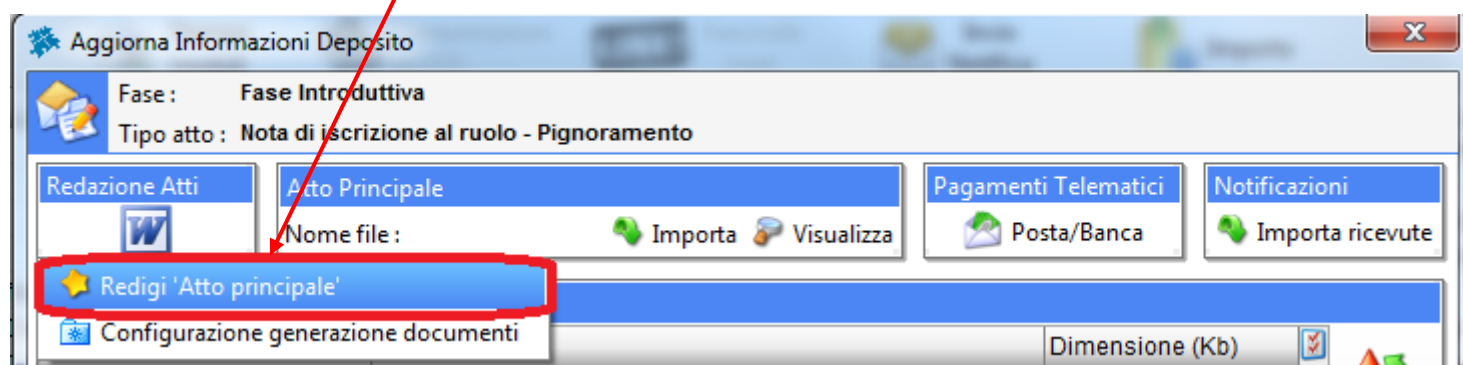 Aggiorna Informazioni Deposito
Fase : Fase Introduttiva
Tipo atto : Nota di iscrizione al ruolo - Pignoramento
Redazione Atti Atto Principale Pagamenti Telematici Notificazioni
Nome file : Importa Visualizza Posta/Banca Importa ricevute
Redigi 'Atto principale'
Configurazione generazione documenti
Dimensione (Kb)